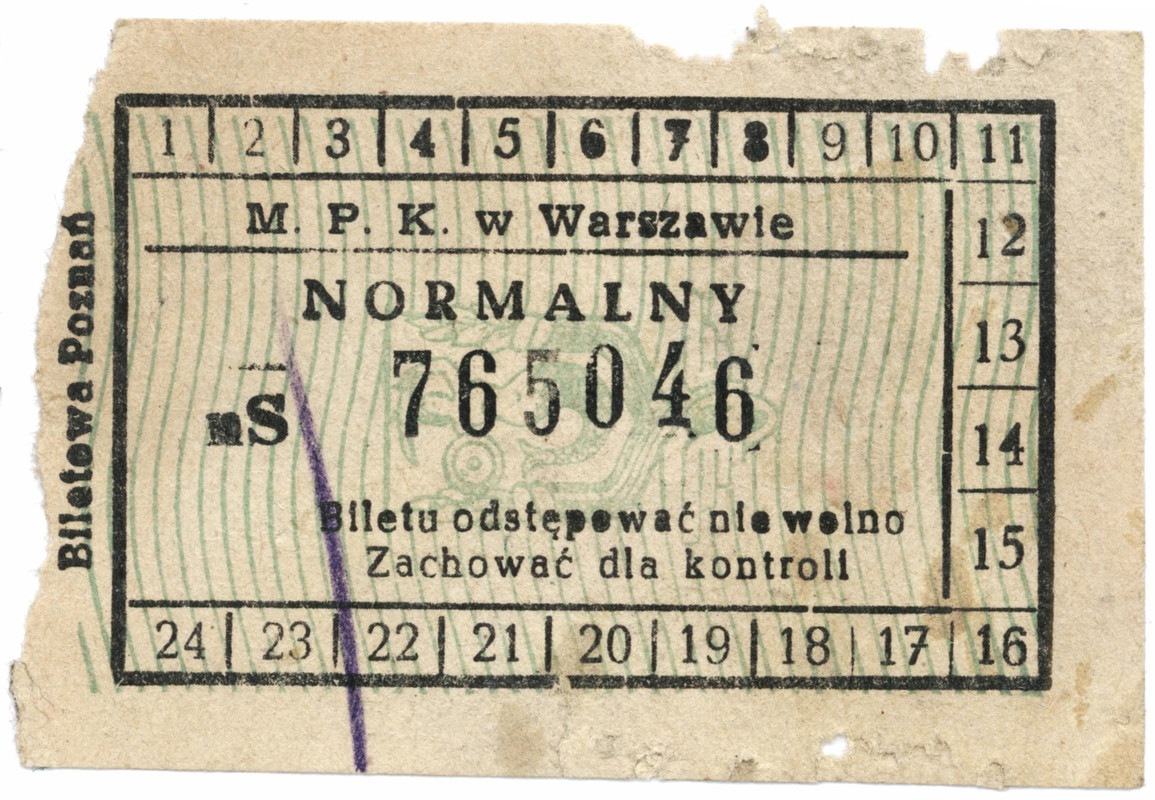 1 2 3 4 5 6 7 8 9 10 11
M. P. K. w Warszawie
12
NORMALNY
13
765046
nS
14
Biletu odstępować nie wolno
15
Zachować dla kontroli
24 23 22 21 20 19 18 17 16
Biletowa Poznań